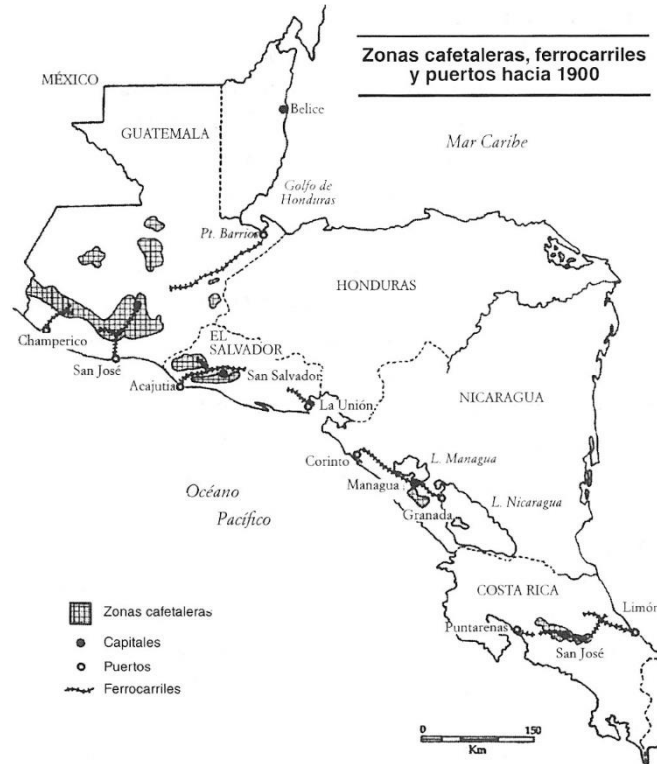 Zonas cafetaleras, ferrocarriles
y puertos hacia 1900
MÉXICO
Belice
GUATEMALA
Mar Caribe
Golfo de
Honduras
Pt. Barrios
HONDURAS
Champerico
San José
EL
SALVADOR
Acajutla
San Salvador
La Unión
NICARAGUA
Corinto
L. Managua
Managua
Granada
L. Nicaragua
Océano
Pacífico
COSTA RICA
Puntarenas
Limón
San José
Zonas cafetaleras
Capitales
Puertos
Ferrocarriles
0
150
Km